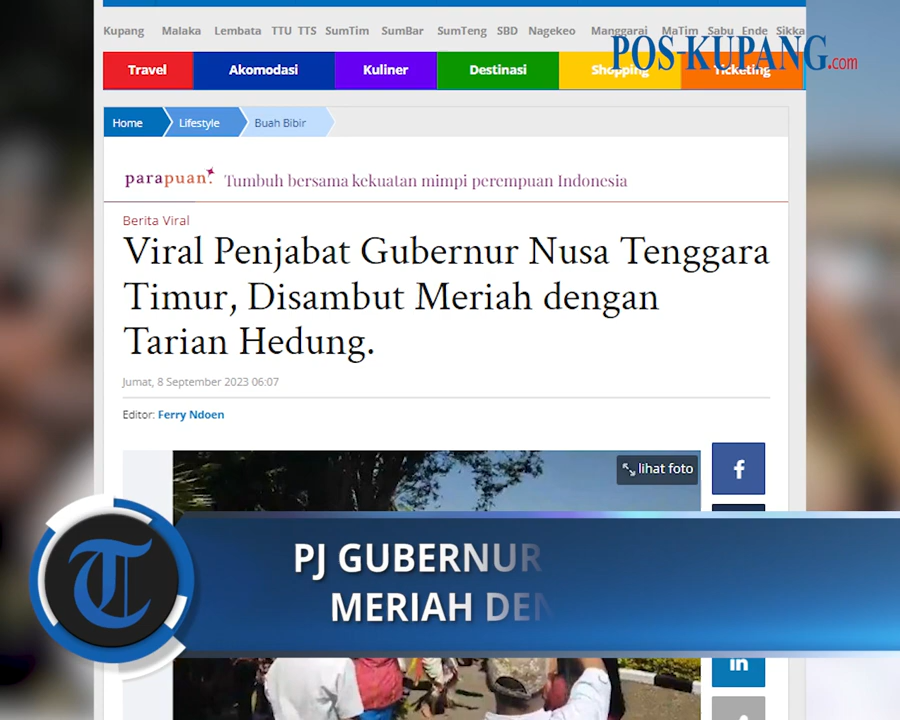 Kupang Malaka Lembata TTU TTS SumTim SumBar SumTeng SBD Nagekeo Manggarai MaTim Sabu Ende Sikka
POS-KUPANG.com
Travel Akomodasi Kuliner Destinasi Shopping Ticketing
Home Lifestyle Buah Bibir
parapuan. Tumbuh bersama kekuatan mimpi perempuan Indonesia
Berita Viral
Viral Penjabat Gubernur Nusa Tenggara
Timur, Disambut Meriah dengan
Tarian Hedung.
Jumat, 8 September 2023 06:07
Editor: Ferry Ndoen
lihat foto
f
T
PJ GUBERNUR
MERIAH DEN
in